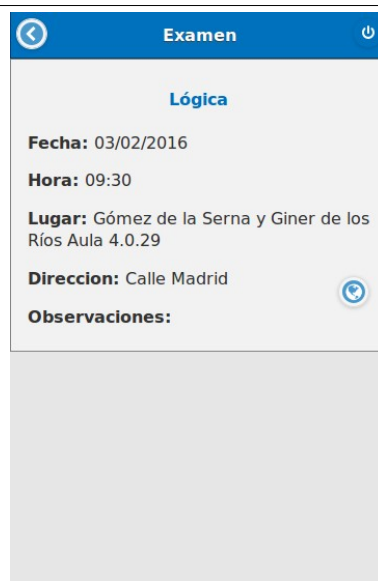 Examen
Lógica
Fecha: 03/02/2016
Hora: 09:30
Lugar: Gómez de la Serna y Giner de los
Ríos Aula 4.0.29
Direccion: Calle Madrid
Observaciones: